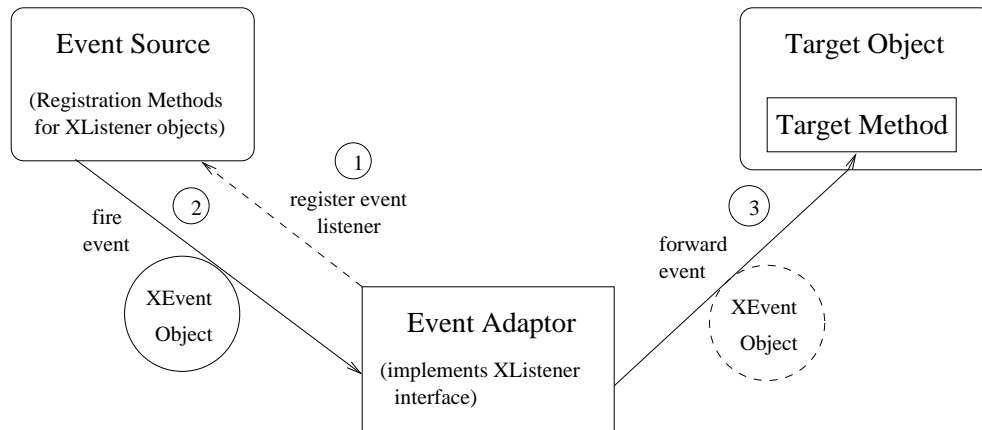 Event Source
(Registration Methods
for XListener objects)
Target Object
Target Method
1
register event
listener
2
fire
event
XEvent
Object
3
forward
event
XEvent
Object
Event Adaptor
(implements XListener
interface)